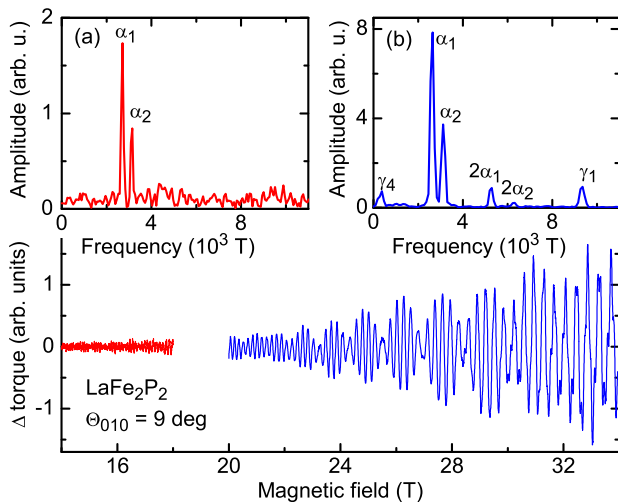 (a)
α₁
α₂
Amplitude (arb. u.)
2
1
0
0 4 8
Frequency (10³ T)
(b)
α₁
α₂
2α₁
2α₂
γ₁
γ₄
Amplitude (arb. u.)
8
4
0
0 4 8
Frequency (10³ T)
Δ torque (arb. units)
1
0
-1
LaFe₂P₂
Θ₀₁₀ = 9 deg
16 20 24 28 32
Magnetic field (T)